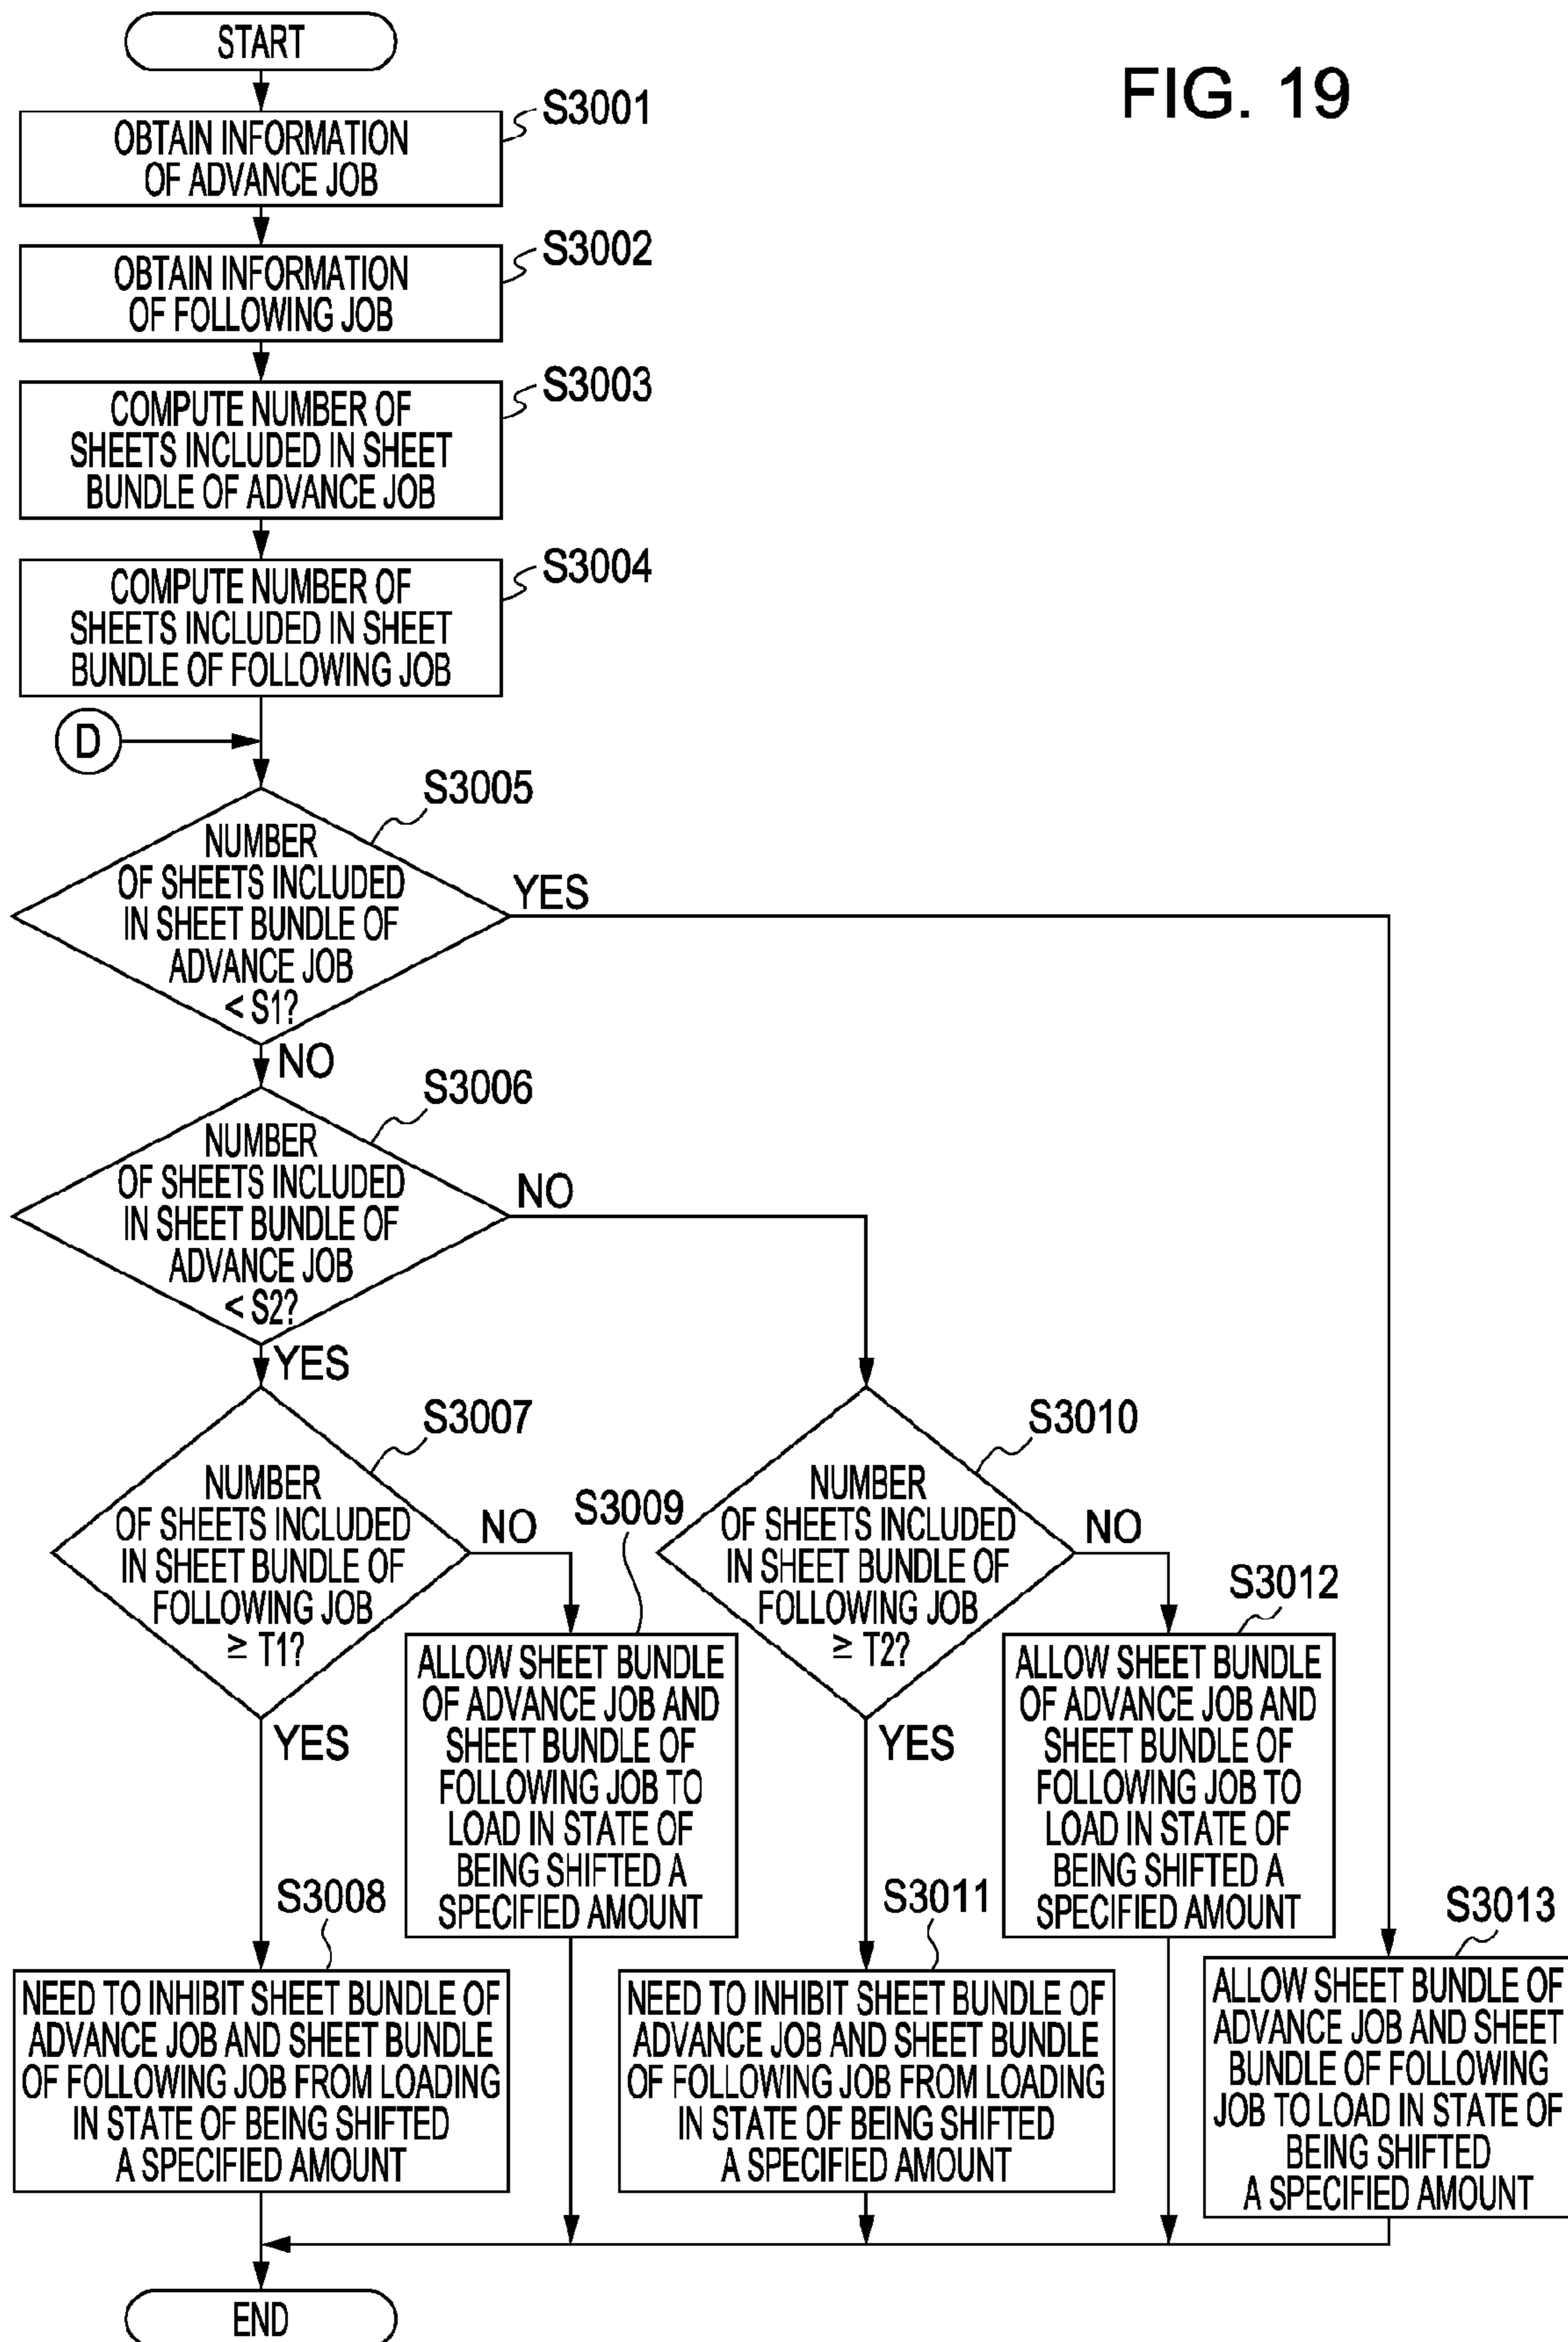 START
FIG. 19
S3001
OBTAIN INFORMATION
OF ADVANCE JOB
S3002
OBTAIN INFORMATION
OF FOLLOWING JOB
S3003
COMPUTE NUMBER OF
SHEETS INCLUDED IN SHEET
BUNDLE OF ADVANCE JOB
S3004
COMPUTE NUMBER OF
SHEETS INCLUDED IN SHEET
BUNDLE OF FOLLOWING JOB
D
S3005
NUMBER
OF SHEETS INCLUDED
IN SHEET BUNDLE OF
ADVANCE JOB
< S1?
YES
NO
S3006
NUMBER
OF SHEETS INCLUDED
IN SHEET BUNDLE OF
ADVANCE JOB
< S2?
NO
YES
S3007
NUMBER
OF SHEETS INCLUDED
IN SHEET BUNDLE OF
FOLLOWING JOB
≥ T1?
NO
YES
S3009
ALLOW SHEET BUNDLE
OF ADVANCE JOB AND
SHEET BUNDLE OF
FOLLOWING JOB TO
LOAD IN STATE OF
BEING SHIFTED A
SPECIFIED AMOUNT
S3010
NUMBER
OF SHEETS INCLUDED
IN SHEET BUNDLE OF
FOLLOWING JOB
≥ T2?
NO
YES
S3012
ALLOW SHEET BUNDLE
OF ADVANCE JOB AND
SHEET BUNDLE OF
FOLLOWING JOB TO
LOAD IN STATE OF
BEING SHIFTED A
SPECIFIED AMOUNT
S3008
NEED TO INHIBIT SHEET BUNDLE OF
ADVANCE JOB AND SHEET BUNDLE
OF FOLLOWING JOB FROM LOADING
IN STATE OF BEING SHIFTED
A SPECIFIED AMOUNT
S3011
NEED TO INHIBIT SHEET BUNDLE OF
ADVANCE JOB AND SHEET BUNDLE
OF FOLLOWING JOB FROM LOADING
IN STATE OF BEING SHIFTED
A SPECIFIED AMOUNT
S3013
ALLOW SHEET BUNDLE OF
ADVANCE JOB AND SHEET
BUNDLE OF FOLLOWING
JOB TO LOAD IN STATE OF
BEING SHIFTED
A SPECIFIED AMOUNT
END